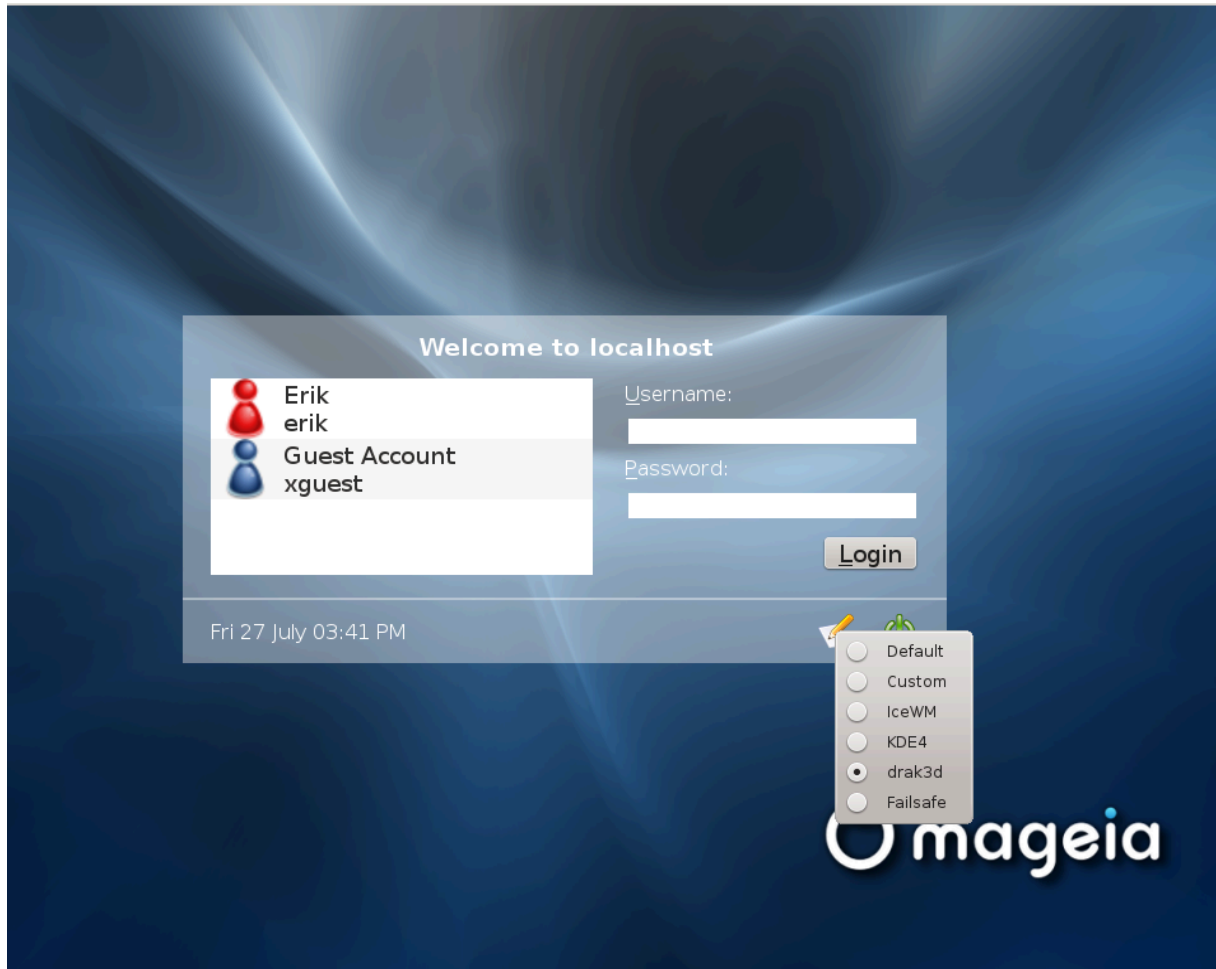 Welcome to localhost
Erik
erik
Guest Account
xguest
Username:
Password:
Login
Fri 27 July 03:41 PM
Default
Custom
IceWM
KDE4
drak3d
Failsafe
mageia